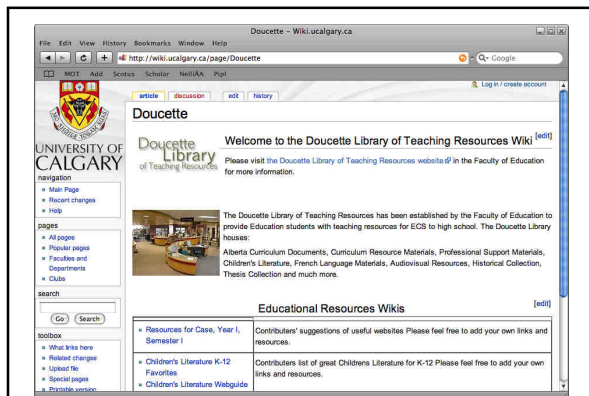 Doucette - Wiki.ucalgary.ca
File Edit View History Bookmarks Window Help
http://wiki.ucalgary.ca/page/Doucette
Google
MOT Add Scotus Scholar NelliÄA Pipl
Log in / create account
article discussion edit history
UNIVERSITY OF
CALGARY
navigation
Main Page
Recent changes
Help
pages
All pages
Popular pages
Faculties and
Departments
Clubs
search
Go Search
toolbox
What links here
Related changes
Upload file
Special pages
Printable version
Doucette
Doucette
Library
of Teaching Resources
Welcome to the Doucette Library of Teaching Resources Wiki [edit]
Please visit the Doucette Library of Teaching Resources website in the Faculty of Education
for more information.
The Doucette Library of Teaching Resources has been established by the Faculty of Education to
provide Education students with teaching resources for ECS to high school. The Doucette Library
houses:
Alberta Curriculum Documents, Curriculum Resource Materials, Professional Support Materials,
Children's Literature, French Language Materials, Audiovisual Resources, Historical Collection,
Thesis Collection and much more.
Educational Resources Wikis [edit]
Resources for Case, Year I,
Semester I
Contributers' suggestions of useful websites Please feel free to add your own links and
resources.
Children's Literature K-12
Favorites
Children's Literature Webguide
Contributers list of great Childrens Literature for K-12 Please feel free to add your own
links and resources.